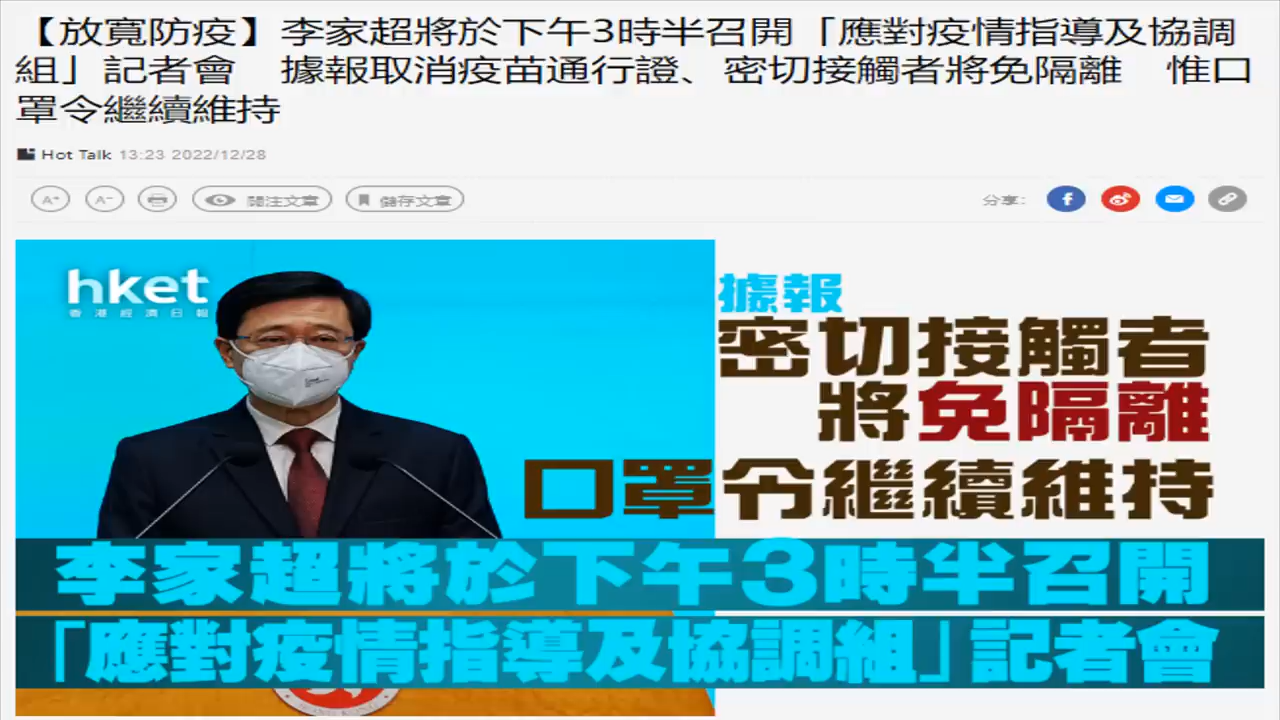 【放寬防疫】李家超將於下午3時半召開「應對疫情指導及協調
組」記者會　據報取消疫苗通行證、密切接觸者將免隔離　惟口
罩令繼續維持
Hot Talk 13:23 2022/12/28
A+ A- 關注文章 儲存文章 分享:
hket
香港經濟日報
據報
密切接觸者
將免隔離
口罩令繼續維持
李家超將於下午3時半召開
「應對疫情指導及協調組」記者會
HONG KONG